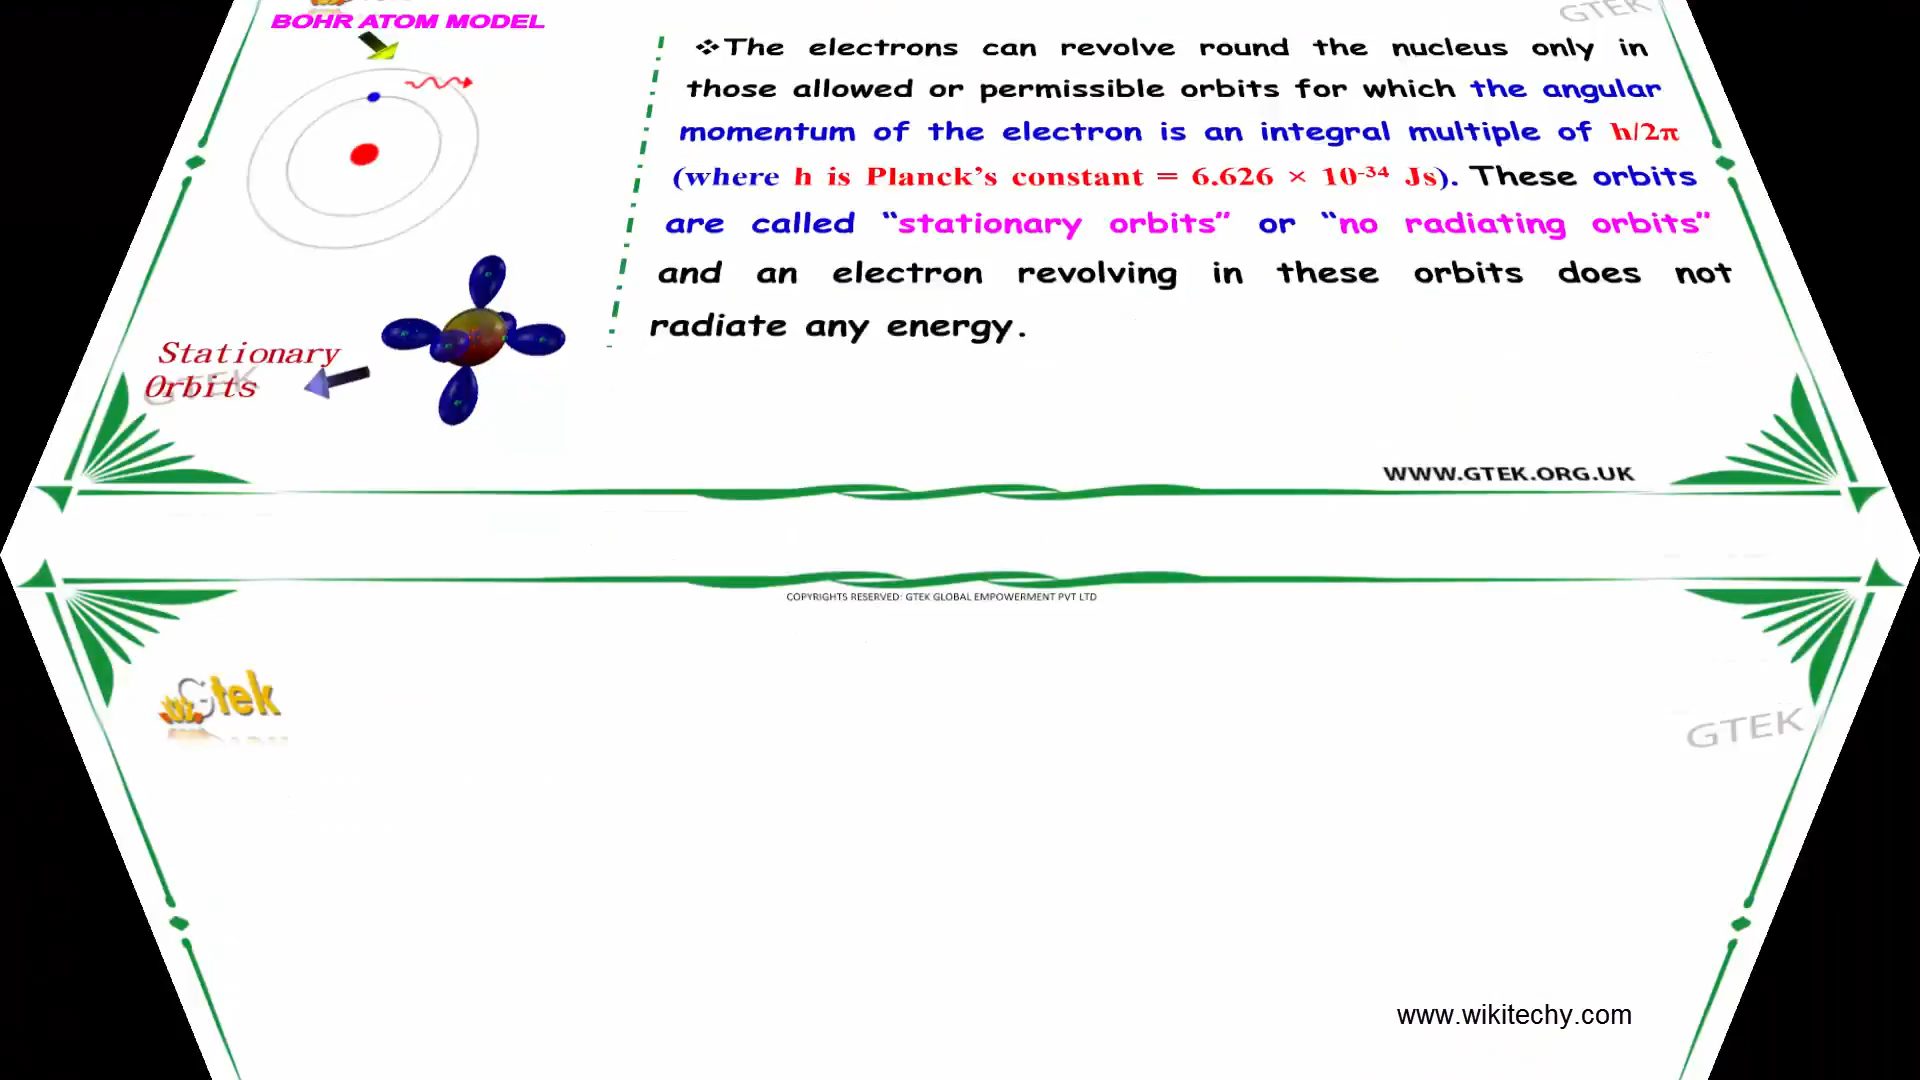 BOHR ATOM MODEL
GTEK
❖The electrons can revolve round the nucleus only in
those allowed or permissible orbits for which the angular
momentum of the electron is an integral multiple of h/2π
(where h is Planck’s constant = 6.626 × 10⁻³⁴ Js). These orbits
are called “stationary orbits” or “no radiating orbits”
and an electron revolving in these orbits does not
radiate any energy.
Stationary
Orbits
GTEK
WWW.GTEK.ORG.UK
COPYRIGHTS RESERVED: GTEK GLOBAL EMPOWERMENT PVT LTD
Gtek
GTEK
www.wikitechy.com